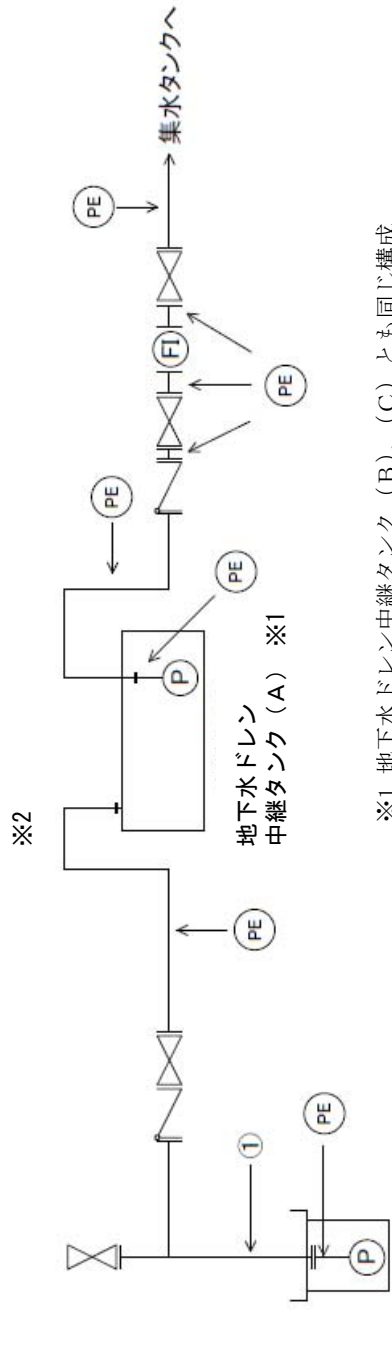 ※2
PE
PE
集水タンクへ
FI
PE
PE
P
地下水ドレン
中継タンク（A） ※1
PE
①
PE
P
※1 地下水ドレン中継タンク（B）、（C）とも同じ構成